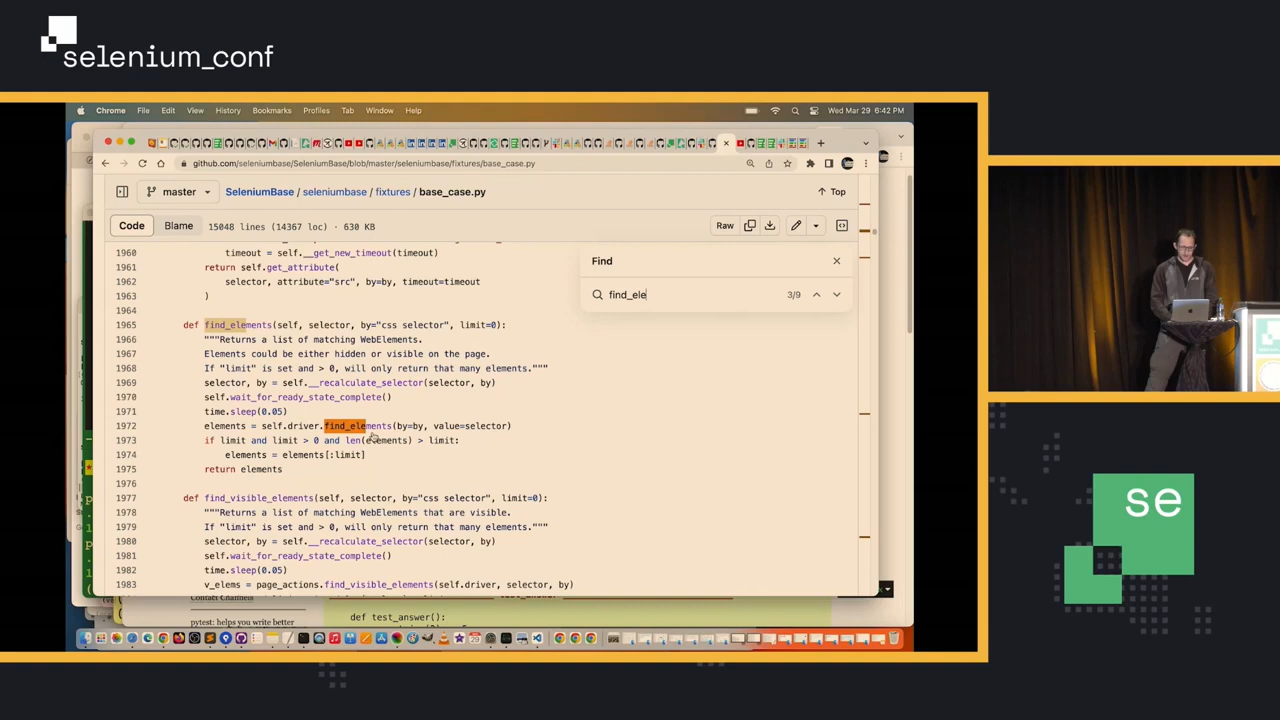 selenium_conf
Chrome File Edit View History Bookmarks Profiles Tab Window Help
Wed Mar 29 6:42 PM
github.com/seleniumbase/SeleniumBase/blob/master/seleniumbase/fixtures/base_case.py
master
SeleniumBase / seleniumbase / fixtures / base_case.py
Top
Code Blame 15048 lines (14367 loc) · 630 KB
Raw
Find
find_ele
3/9
1960 timeout = self.__get_new_timeout(timeout)
1961 return self.get_attribute(
1962 selector, attribute="src", by=by, timeout=timeout
1963 )
1964
1965 def find_elements(self, selector, by="css selector", limit=0):
1966 """Returns a list of matching WebElements.
1967 Elements could be either hidden or visible on the page.
1968 If "limit" is set and > 0, will only return that many elements."""
1969 selector, by = self.__recalculate_selector(selector, by)
1970 self.wait_for_ready_state_complete()
1971 time.sleep(0.05)
1972 elements = self.driver.find_elements(by=by, value=selector)
1973 if limit and limit > 0 and len(elements) > limit:
1974 elements = elements[:limit]
1975 return elements
1976
1977 def find_visible_elements(self, selector, by="css selector", limit=0):
1978 """Returns a list of matching WebElements that are visible.
1979 If "limit" is set and > 0, will only return that many elements."""
1980 selector, by = self.__recalculate_selector(selector, by)
1981 self.wait_for_ready_state_complete()
1982 time.sleep(0.05)
1983 v_elems = page_actions.find_visible_elements(self.driver, selector, by)
Contact Channels
pytest: helps you write better
def test_answer():
se